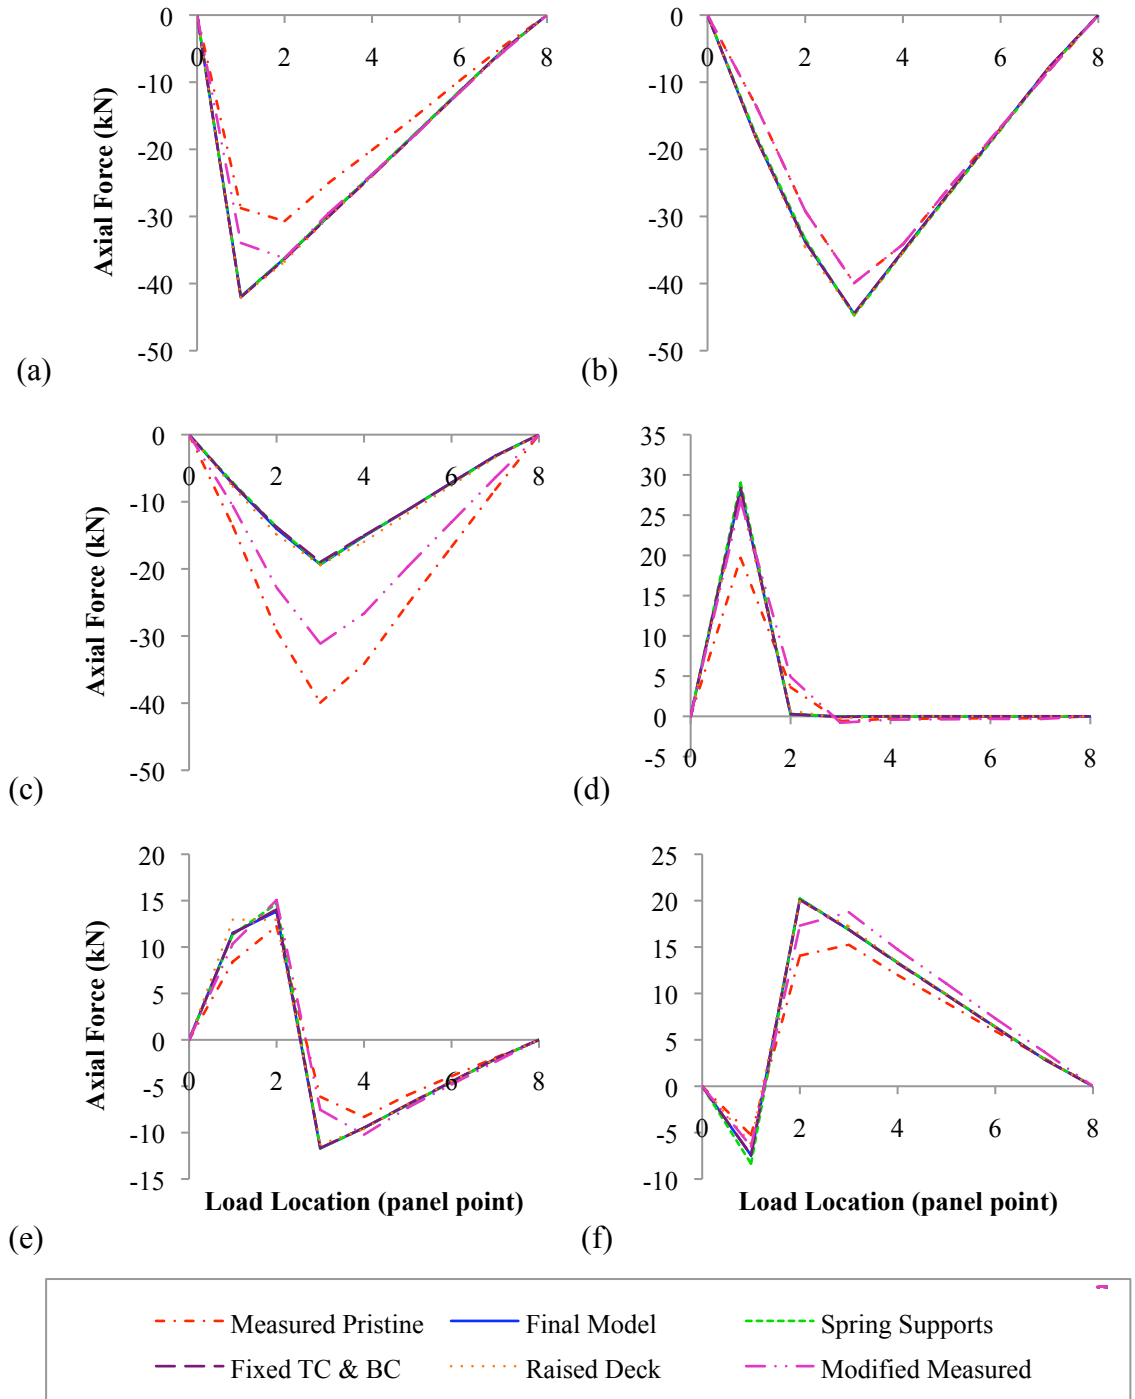 0
-10
-20
-30
-40
-50
0 2 4 6 8
Axial Force (kN)
(a)
0
-10
-20
-30
-40
-50
0 2 4 6 8
(b)
0
-10
-20
-30
-40
-50
0 2 4 6 8
Axial Force (kN)
(c)
35
30
25
20
15
10
5
0
-5
0 2 4 6 8
(d)
20
15
10
5
0
-5
-10
-15
0 2 4 6 8
Axial Force (kN)
Load Location (panel point)
(e)
25
20
15
10
5
0
-5
-10
0 2 4 6 8
Load Location (panel point)
(f)
Measured Pristine Final Model Spring Supports
Fixed TC & BC Raised Deck Modified Measured